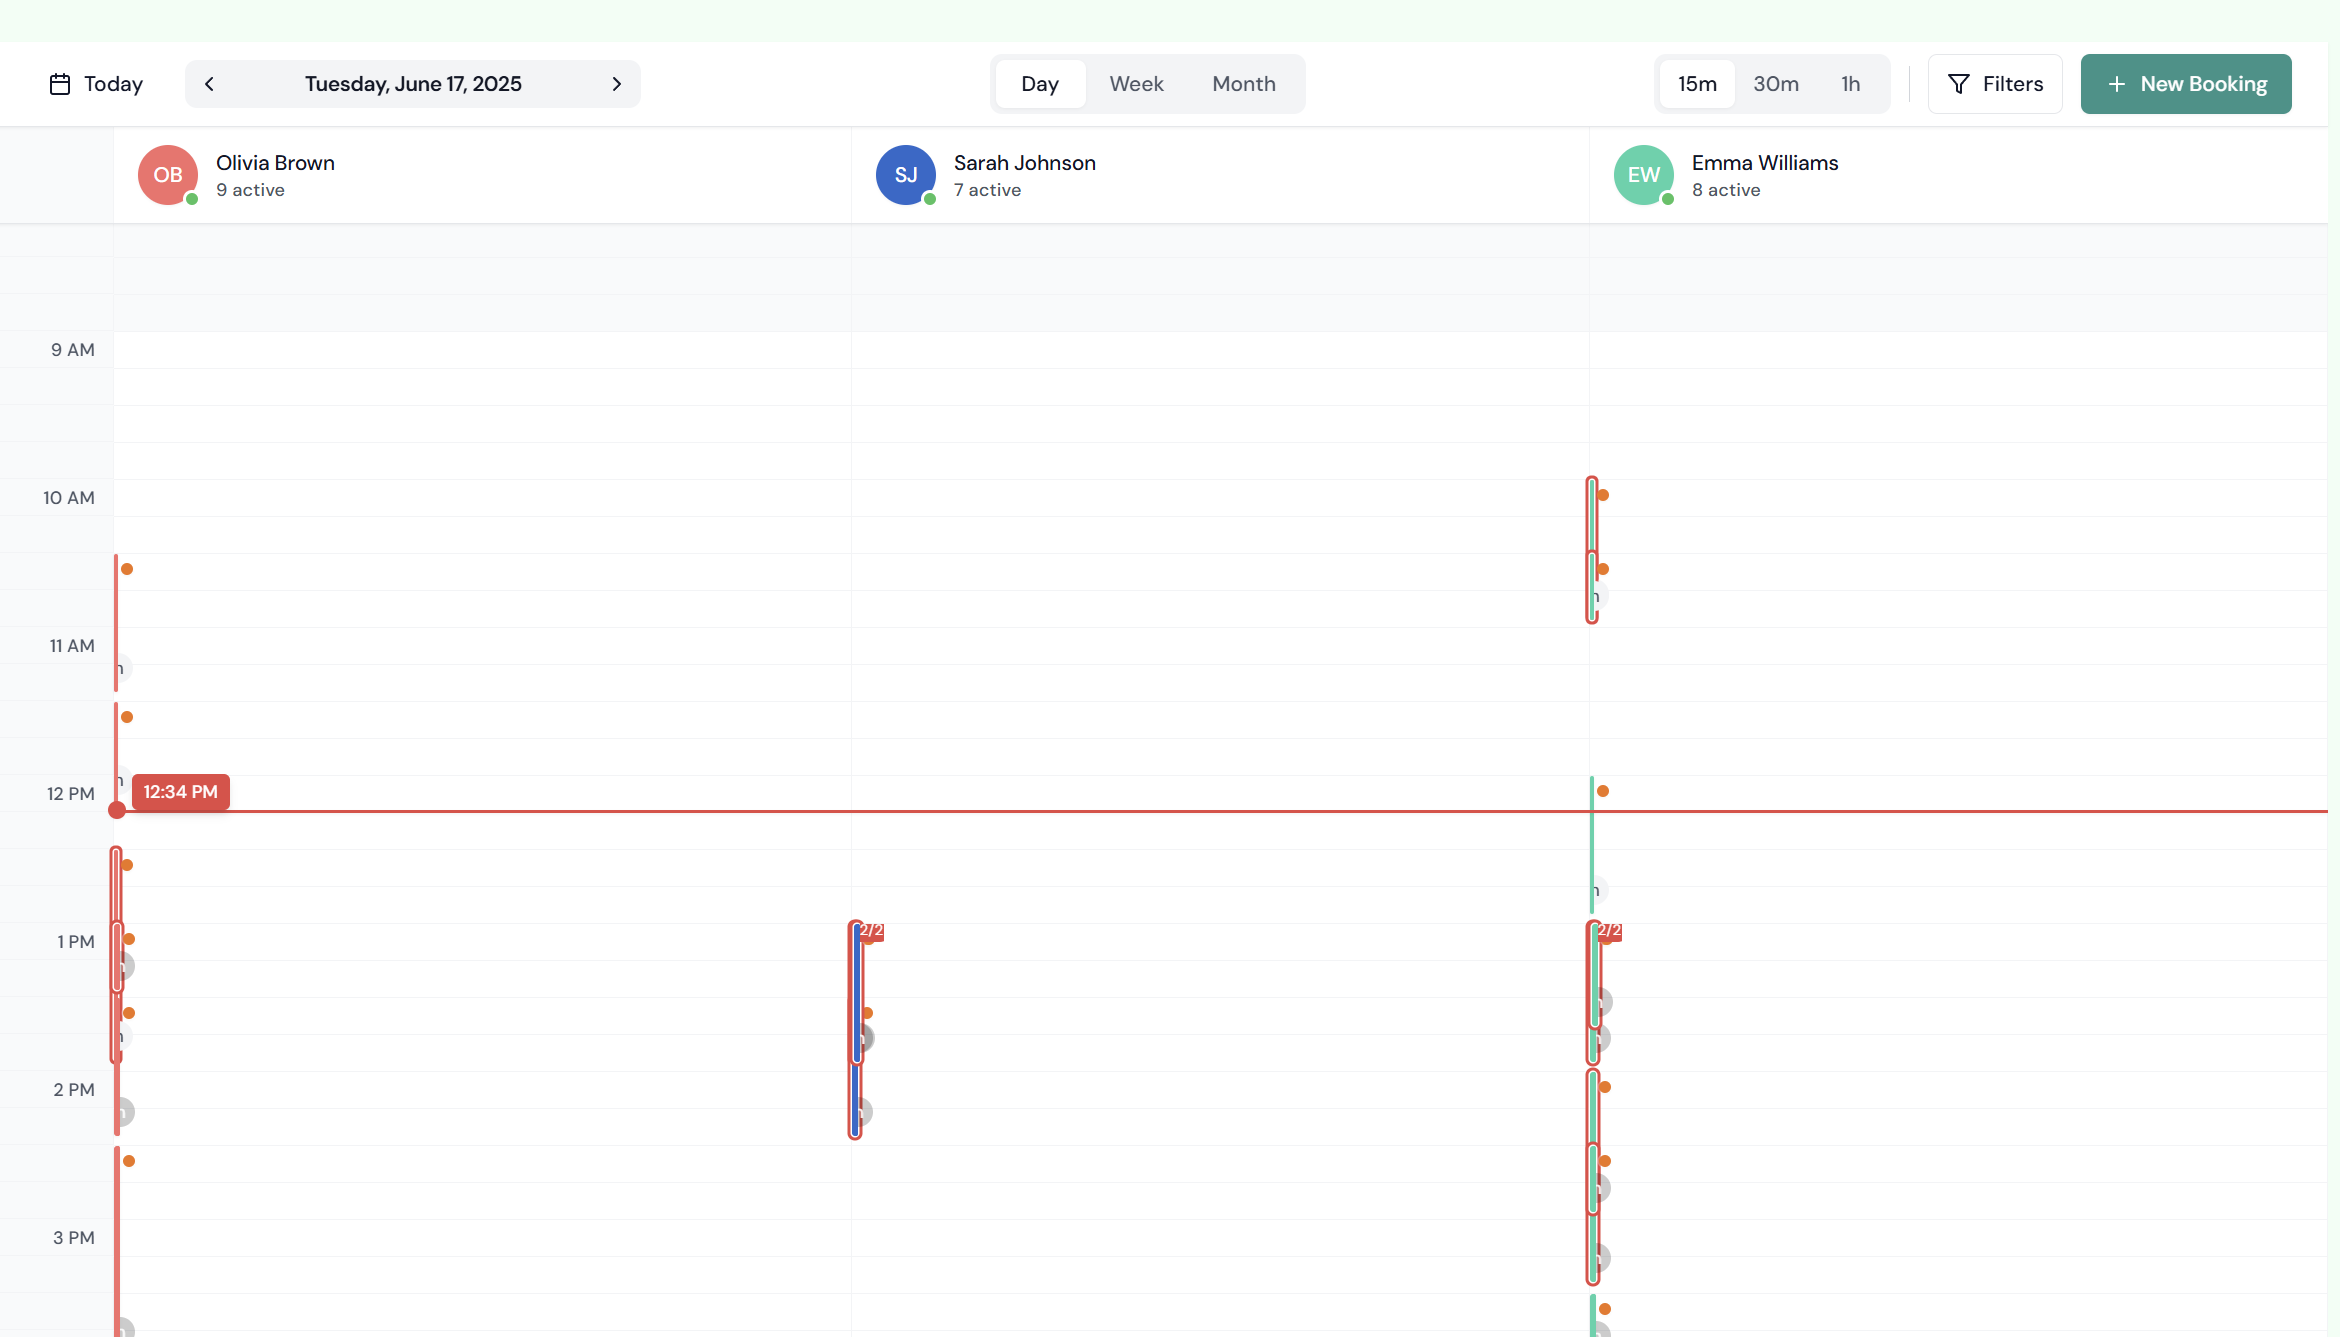 Today
Tuesday, June 17, 2025
Day Week Month
15m 30m 1h
Filters
+ New Booking
OB
Olivia Brown
9 active
SJ
Sarah Johnson
7 active
EW
Emma Williams
8 active
9 AM
10 AM
11 AM
12 PM
12:34 PM
1 PM
2/2
2/2
2 PM
3 PM